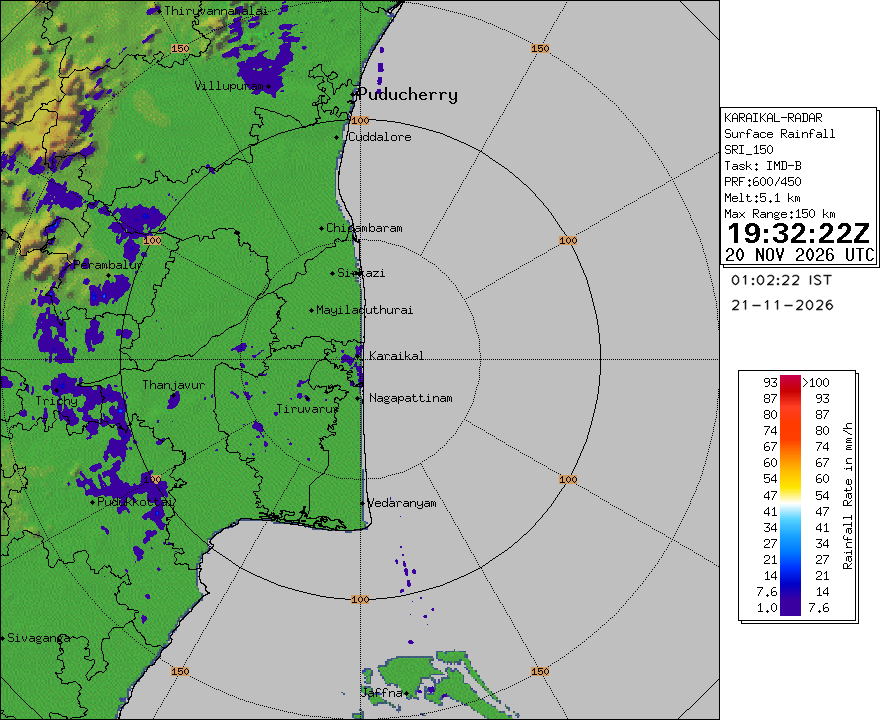 Thiruvannamalai
150
150
Villupuram
Puducherry
100
Cuddalore
Chidambaram
100
100
Perambalur
Sirkazi
Mayiladuthurai
Karaikal
Thanjavur
Trichy
Nagapattinam
Tiruvarur
100
100
Pudukkottai
Vedaranyam
100
Sivaganga
150
150
Jaffna
KARAIKAL-RADAR
Surface Rainfall
SRI_150
Task: IMD-B
PRF:600/450
Melt:5.1 km
Max Range:150 km
19:32:22Z
20 NOV 2026 UTC
01:02:22 IST
21-11-2026
93 >100
87 93
80 87
74 80
67 74
60 67
54 60
47 54
41 47
34 41
27 34
21 27
14 21
7.6 14
1.0 7.6
Rainfall Rate in mm/h